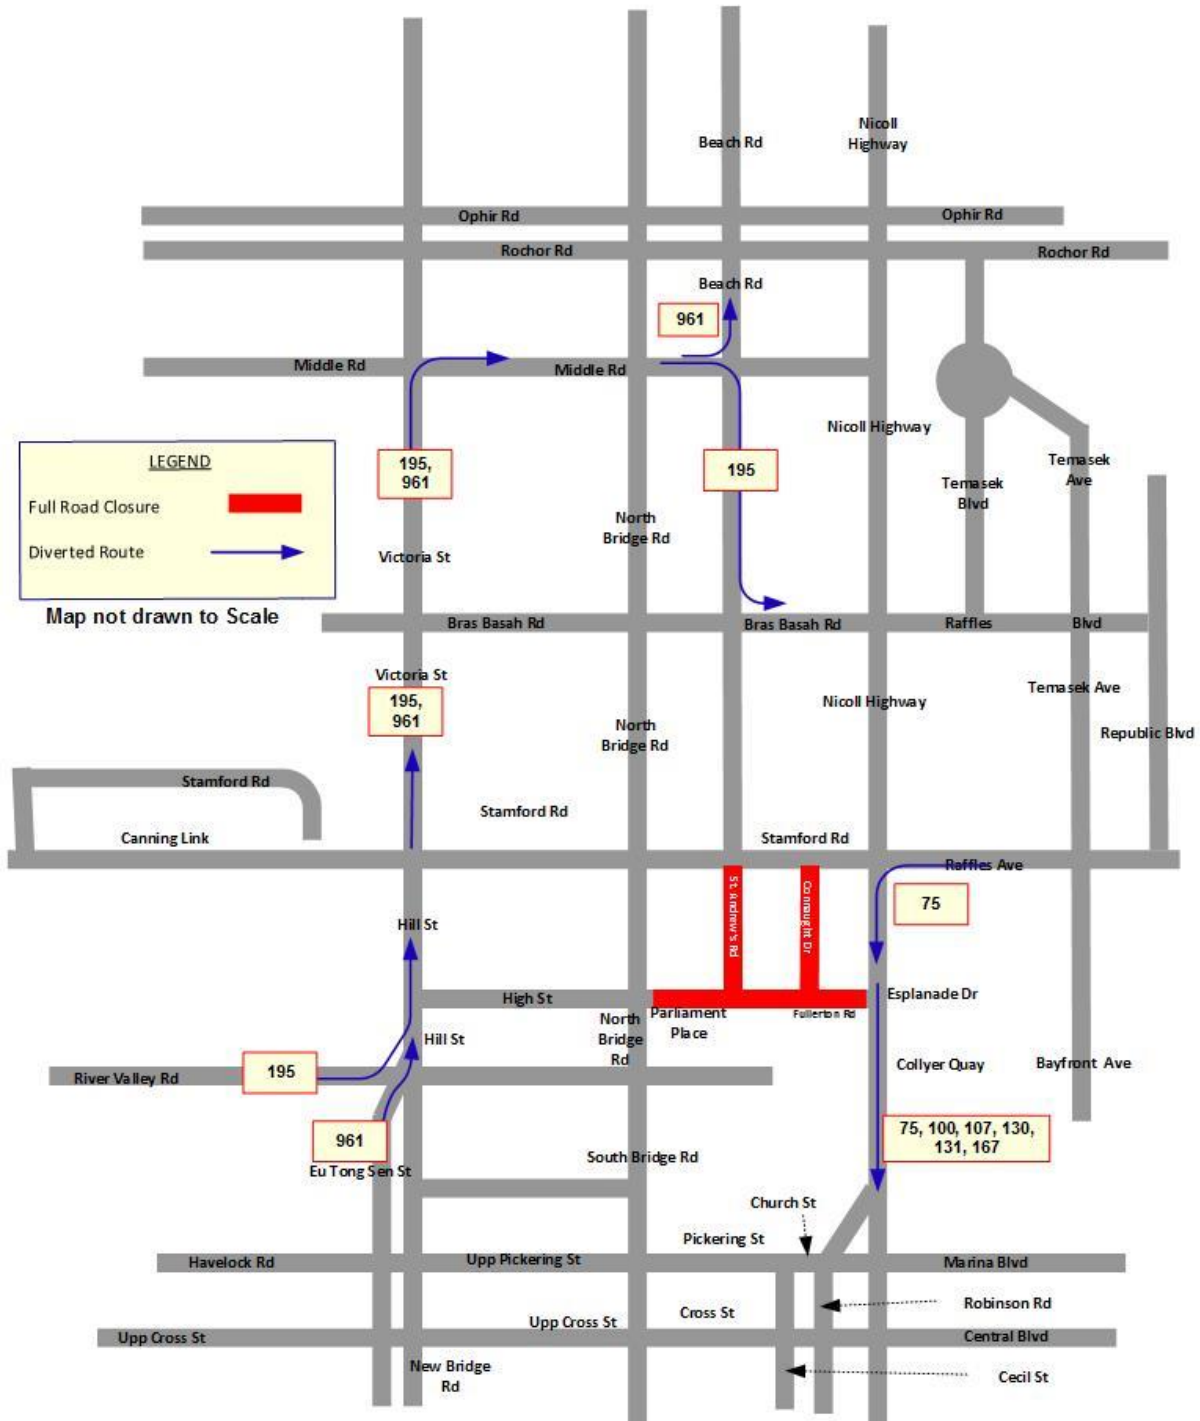 Beach Rd
Nicoll
Highway
Ophir Rd
Ophir Rd
Rochor Rd
Rochor Rd
Beach Rd
961
Middle Rd
Middle Rd
Nicoll Highway
LEGEND
Full Road Closure
Diverted Route
Map not drawn to Scale
195,
961
195
Temasek
Ave
Temasek
Blvd
North
Bridge Rd
Victoria St
Bras Basah Rd
Bras Basah Rd
Raffles
Blvd
Victoria St
195,
961
Temasek Ave
Nicoll Highway
North
Bridge Rd
Republic Blvd
Stamford Rd
Stamford Rd
Canning Link
Stamford Rd
Raffles Ave
St. Andrew's Rd
Connaught Dr
75
Hill St
High St
Esplanade Dr
Parliament
Place
Fullerton Rd
North
Bridge
Rd
Hill St
195
River Valley Rd
Collyer Quay
Bayfront Ave
961
75, 100, 107, 130,
131, 167
Eu Tong Sen St
South Bridge Rd
Church St
Pickering St
Havelock Rd
Upp Pickering St
Marina Blvd
Robinson Rd
Cross St
Upp Cross St
Upp Cross St
Central Blvd
New Bridge
Rd
Cecil St